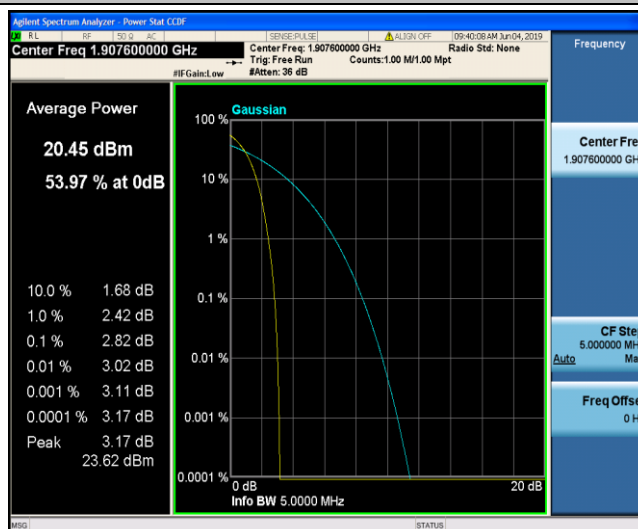 Agilent Spectrum Analyzer - Power Stat CCDF
RL RF 50 Ω AC SENSE:PULSE ALIGN OFF 09:40:08 AM Jun 04, 2019
Center Freq 1.907600000 GHz
Center Freq: 1.907600000 GHz Radio Std: None
Trig: Free Run Counts:1.00 M/1.00 Mpt
#IFGain:Low #Atten: 36 dB
Frequency
Average Power
20.45 dBm
53.97 % at 0dB
10.0 % 1.68 dB
1.0 % 2.42 dB
0.1 % 2.82 dB
0.01 % 3.02 dB
0.001 % 3.11 dB
0.0001 % 3.17 dB
Peak 3.17 dB
23.62 dBm
Gaussian
100 %
10 %
1 %
0.1 %
0.01 %
0.001 %
0.0001 %
0 dB 20 dB
Info BW 5.0000 MHz
Center Fre
1.907600000 GH
CF Ste
5.000000 MH
Auto Ma
Freq Offse
0 H
MSG STATUS